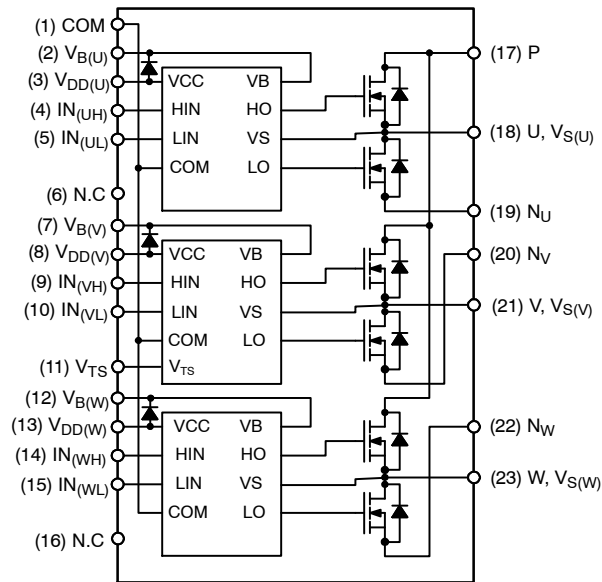 (1) COM
(2) VB(U)
(3) VDD(U)
(4) IN(UH)
(5) IN(UL)
(6) N.C
(7) VB(V)
(8) VDD(V)
(9) IN(VH)
(10) IN(VL)
(11) VTS
(12) VB(W)
(13) VDD(W)
(14) IN(WH)
(15) IN(WL)
(16) N.C
VCC VB
HIN HO
LIN VS
COM LO
VCC VB
HIN HO
LIN VS
COM LO
VTS
VCC VB
HIN HO
LIN VS
COM LO
(17) P
(18) U, VS(U)
(19) NU
(20) NV
(21) V, VS(V)
(22) NW
(23) W, VS(W)